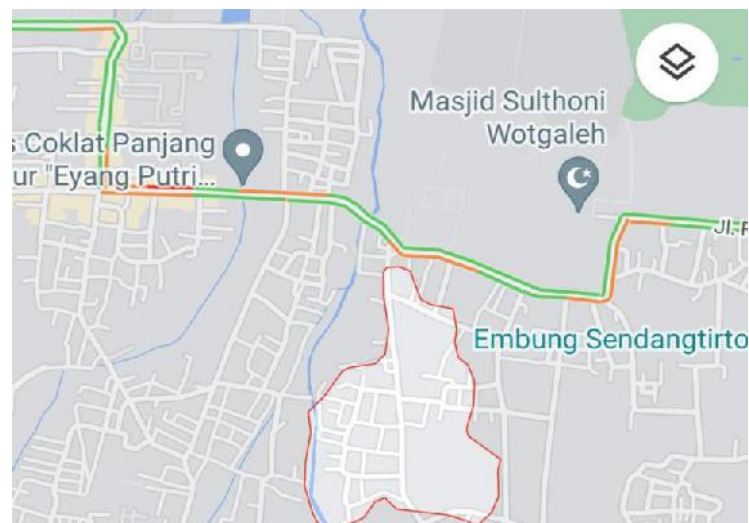 Masjid Sulthoni
Wotgaleh
s Coklat Panjang
ur "Eyang Putri...
Jl. R
Embung Sendangtirto